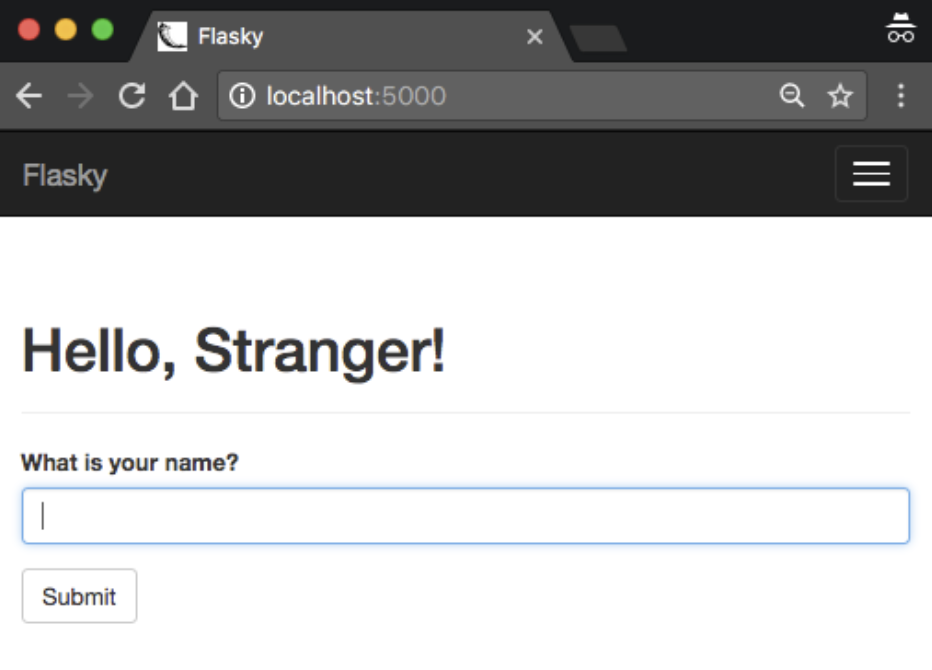 Flasky
localhost:5000
Flasky
Hello, Stranger!
What is your name?
Submit